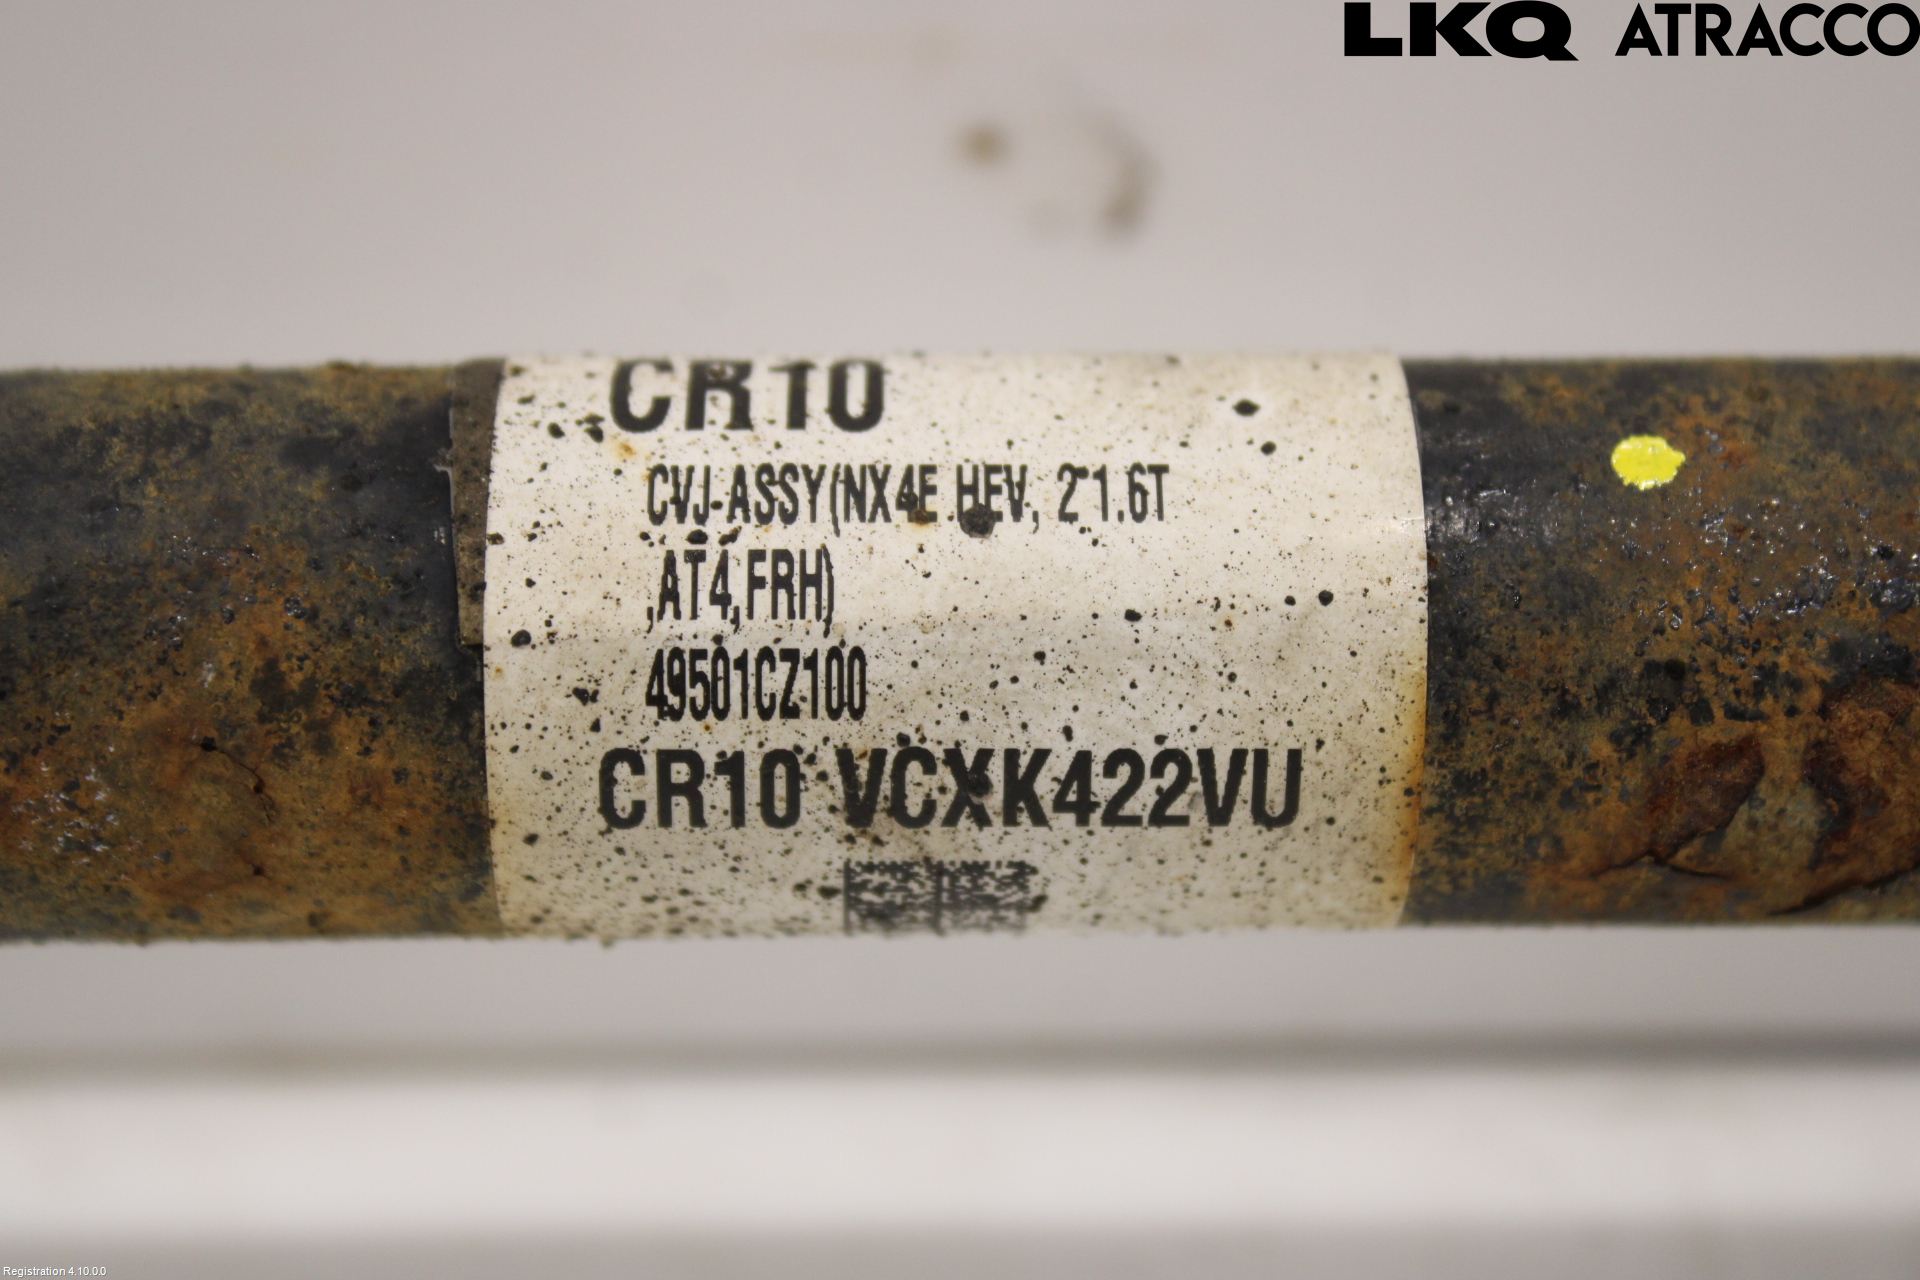 LKQ ATRACCO
CR10
CVJ-ASSY(NX4E HEV, 2~1.6T
,AT4,FRH)
49501CZ100
CR10 VCXK422VU
Registration 4.10.0.0